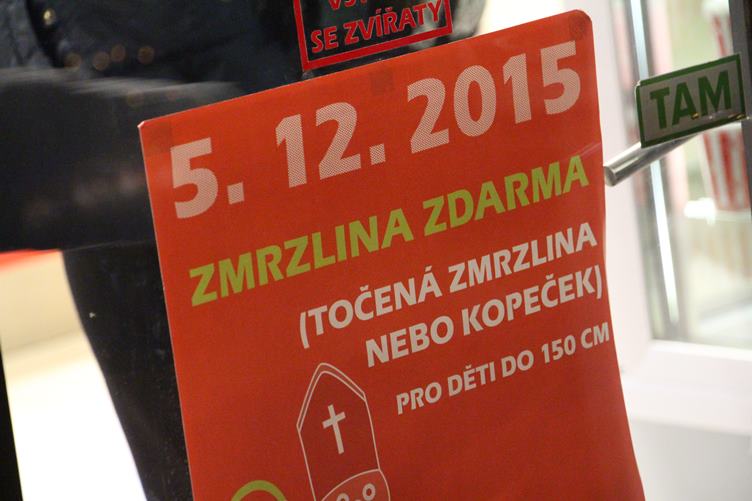 SE ZVÍŘATY
TAM
5. 12. 2015
ZMRZLINA ZDARMA
(TOČENÁ ZMRZLINA
NEBO KOPEČEK)
PRO DĚTI DO 150 CM